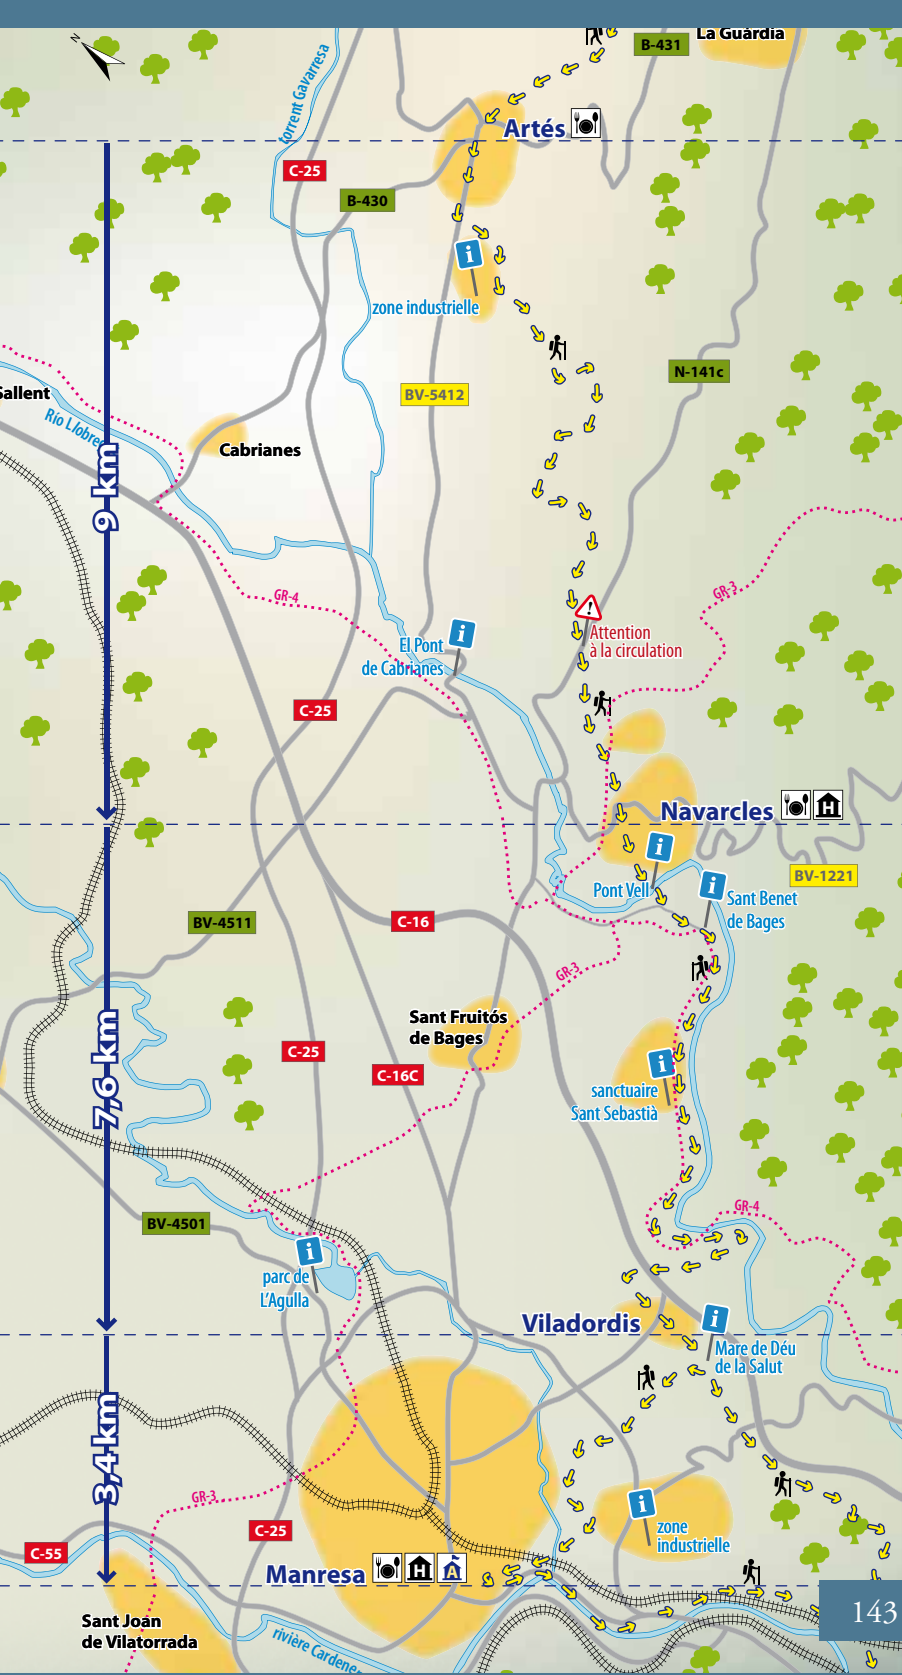 N
La Guàrdia
B-431
Artés
torrent Gavarresa
C-25
B-430
i
zone industrielle
N-141c
BV-5412
Sallent
Río Llobre
Cabrianes
9 km
GR-4
GR-3
!
Attention
à la circulation
i
El Pont
de Cabrianes
C-25
Navarcles
H
i
Pont Vell
BV-1221
i
Sant Benet
de Bages
BV-4511
C-16
GR-3
Sant Fruitós
de Bages
7,6 km
C-25
C-16C
i
sanctuaire
Sant Sebastià
GR-4
BV-4501
i
parc de
L'Agulla
Viladordis
i
Mare de Déu
de la Salut
3,4 km
GR-3
i
zone
industrielle
C-25
C-55
Manresa
H
A
Sant Joan
de Vilatorrada
rivière Cardener
143